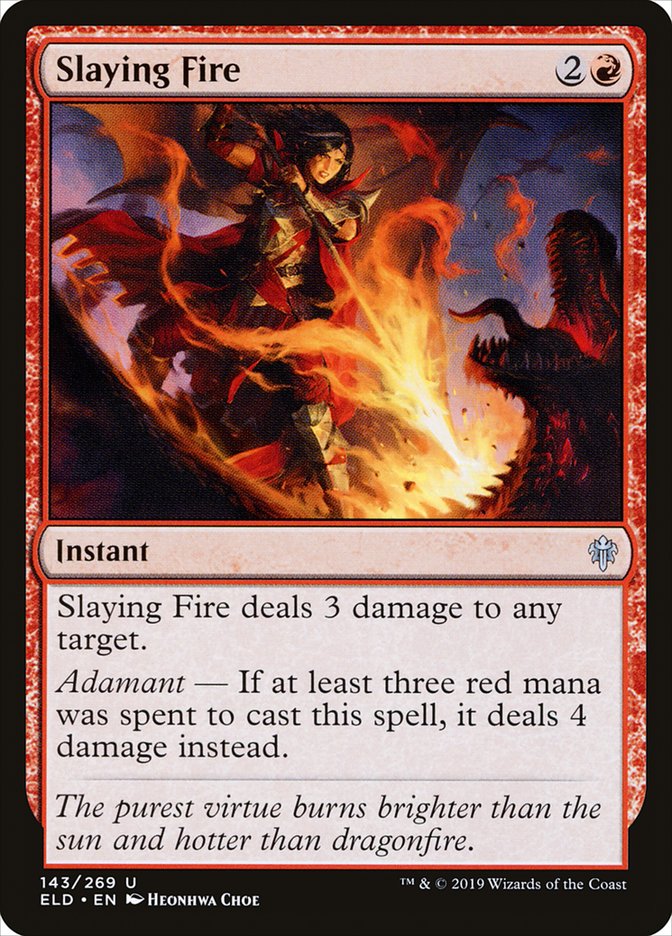 Slaying Fire 2
Instant
Slaying Fire deals 3 damage to any
target.
Adamant — If at least three red mana
was spent to cast this spell, it deals 4
damage instead.
The purest virtue burns brighter than the
sun and hotter than dragonfire.
143/269 U
™ & © 2019 Wizards of the Coast
ELD • EN Heonhwa Choe